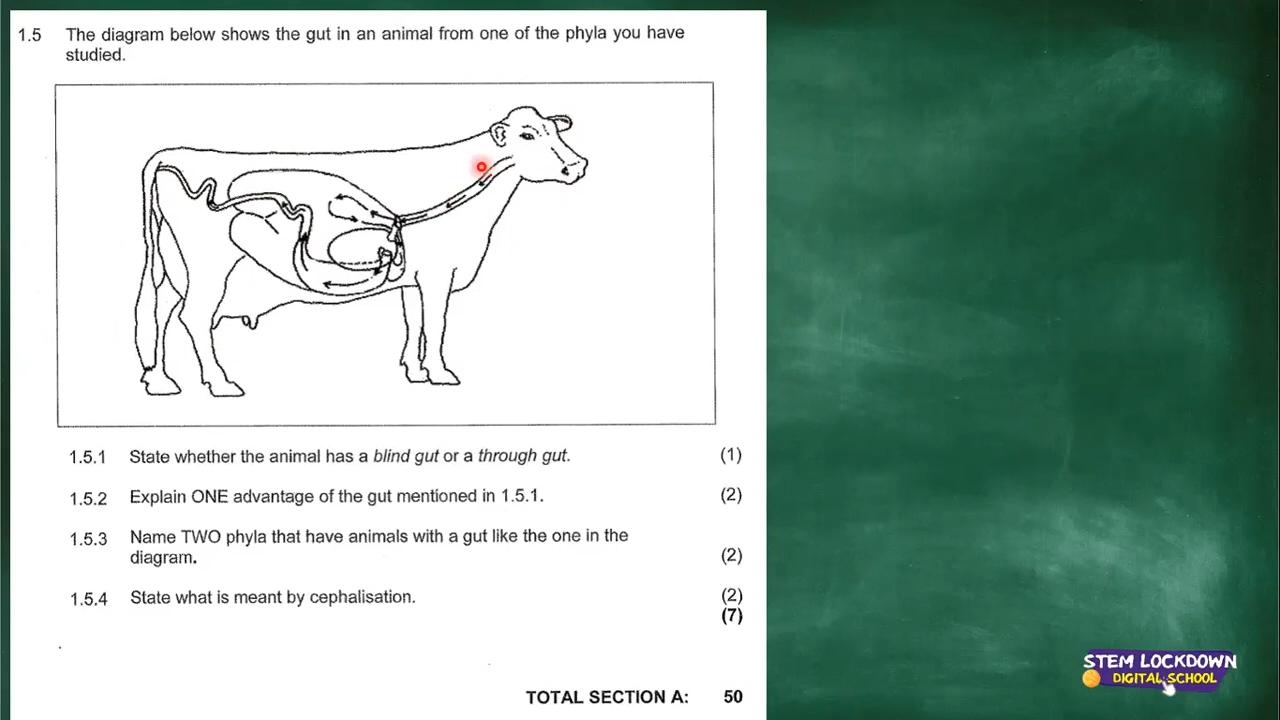 1.5 The diagram below shows the gut in an animal from one of the phyla you have
studied.
1.5.1 State whether the animal has a blind gut or a through gut. (1)
1.5.2 Explain ONE advantage of the gut mentioned in 1.5.1. (2)
1.5.3 Name TWO phyla that have animals with a gut like the one in the
diagram. (2)
1.5.4 State what is meant by cephalisation. (2)
(7)
TOTAL SECTION A: 50
STEM LOCKDOWN
DIGITAL SCHOOL